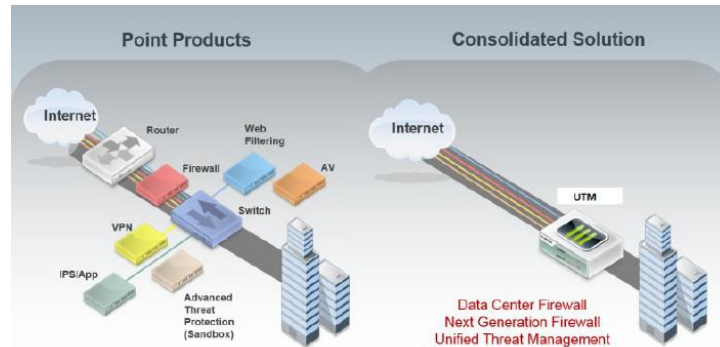 Point Products
Consolidated Solution
Internet
Router
Web
Filtering
Firewall
AV
Switch
VPN
IPS/App
Advanced
Threat
Protection
(Sandbox)
Internet
UTM
Data Center Firewall
Next Generation Firewall
Unified Threat Management